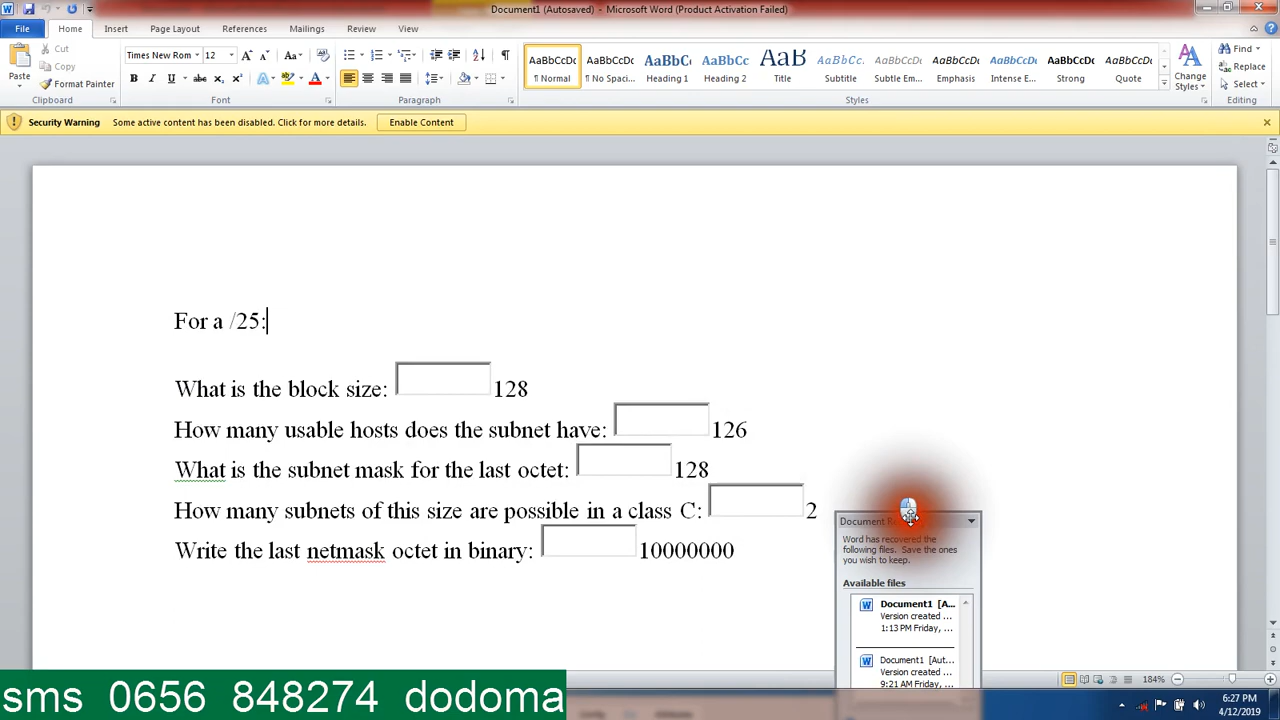 Document1 (Autosaved) - Microsoft Word (Product Activation Failed)
File Home Insert Page Layout References Mailings Review View
Paste
Cut
Copy
Format Painter
Clipboard
Times New Rom 12
Font
Paragraph
AaBbCcDc AaBbCcDc AaBbC AaBbCc AaB AaBbCc. AaBbCcDc AaBbCcDc AaBbCcDc AaBbCcDc AaBbCcDc
¶ Normal ¶ No Spaci... Heading 1 Heading 2 Title Subtitle Subtle Em... Emphasis Intense E... Strong Quote
Styles
Change
Styles
Find
Replace
Select
Editing
Security Warning Some active content has been disabled. Click for more details. Enable Content
For a /25:
What is the block size: 128
How many usable hosts does the subnet have: 126
What is the subnet mask for the last octet: 128
How many subnets of this size are possible in a class C: 2
Write the last netmask octet in binary: 10000000
Document
Word has recovered the
following files. Save the ones
you wish to keep.
Available files
Document1 [A...
Version created ...
1:13 PM Friday, ...
Document1 [Aut...
Version created ...
9:21 AM Friday, ...
184%
sms 0656 848274 dodoma
6:27 PM
4/12/2019